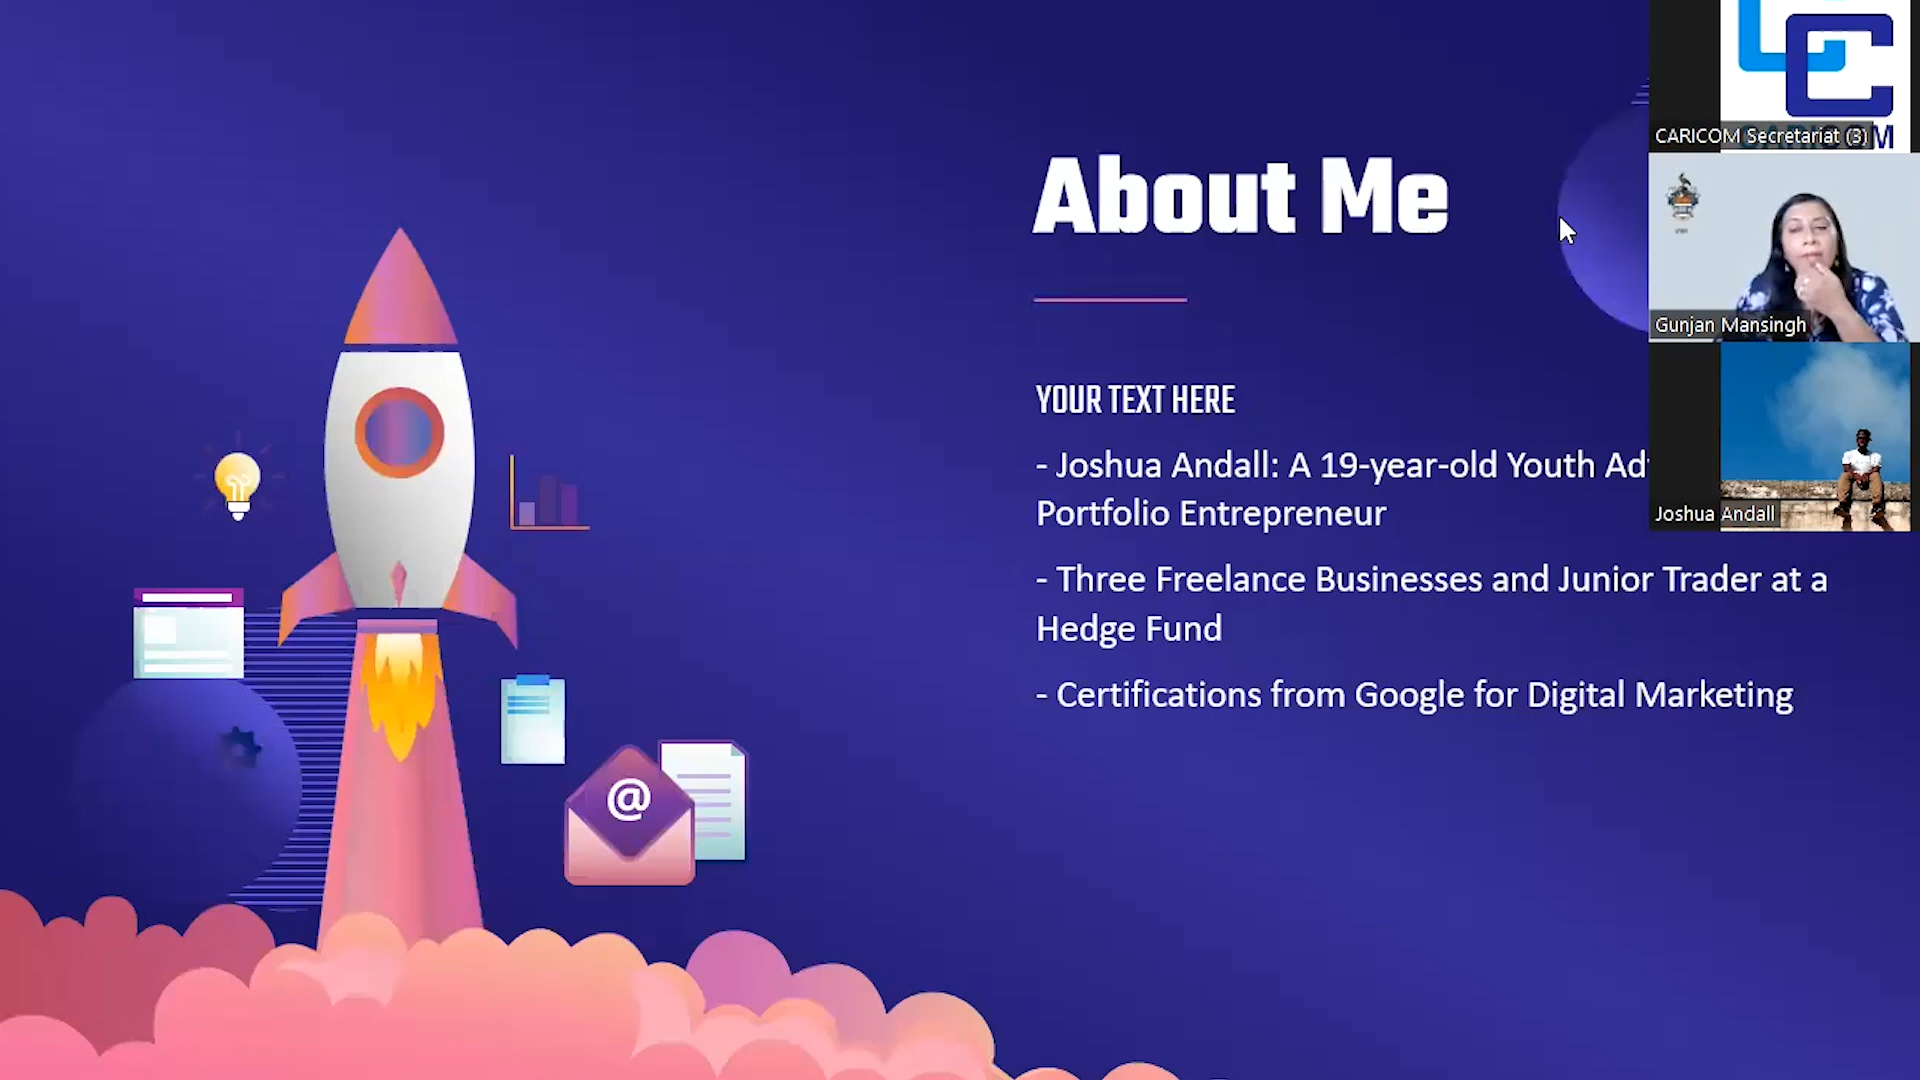 About Me
YOUR TEXT HERE
- Joshua Andall: A 19-year-old Youth
Portfolio Entrepreneur
- Three Freelance Businesses and Junior Trader at a
Hedge Fund
- Certifications from Google for Digital Marketing
@
CARICOM Secretariat (3)
Gunjan Mansingh
Joshua Andall